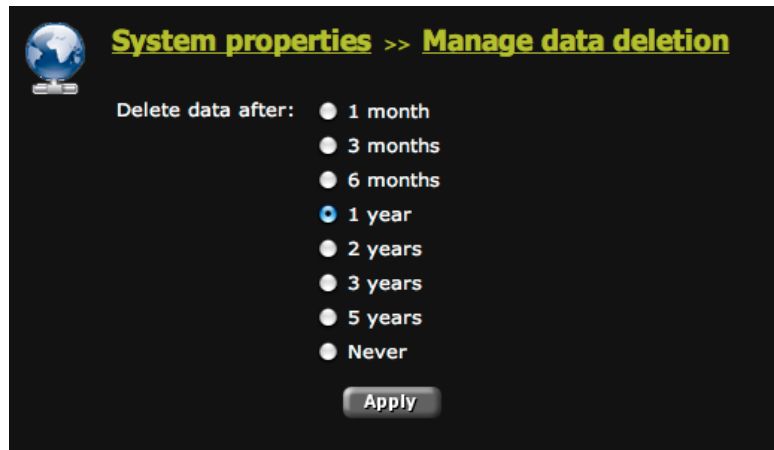 System properties >> Manage data deletion
Delete data after: 1 month
3 months
6 months
1 year
2 years
3 years
5 years
Never
Apply